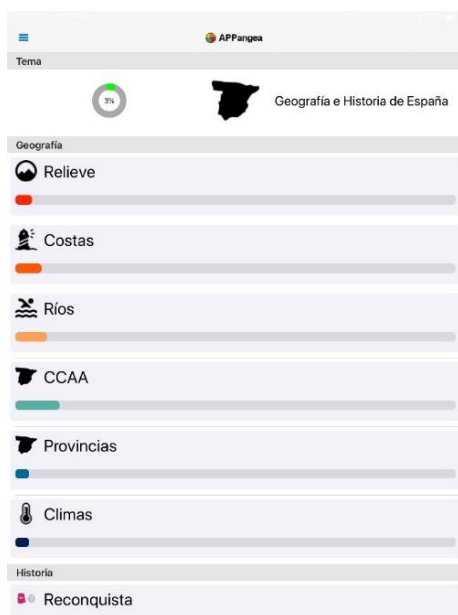 APPangea
Tema
3%
Geografía e Historia de España
Geografía
Relieve
Costas
Ríos
CCAA
Provincias
Climas
Historia
Reconquista